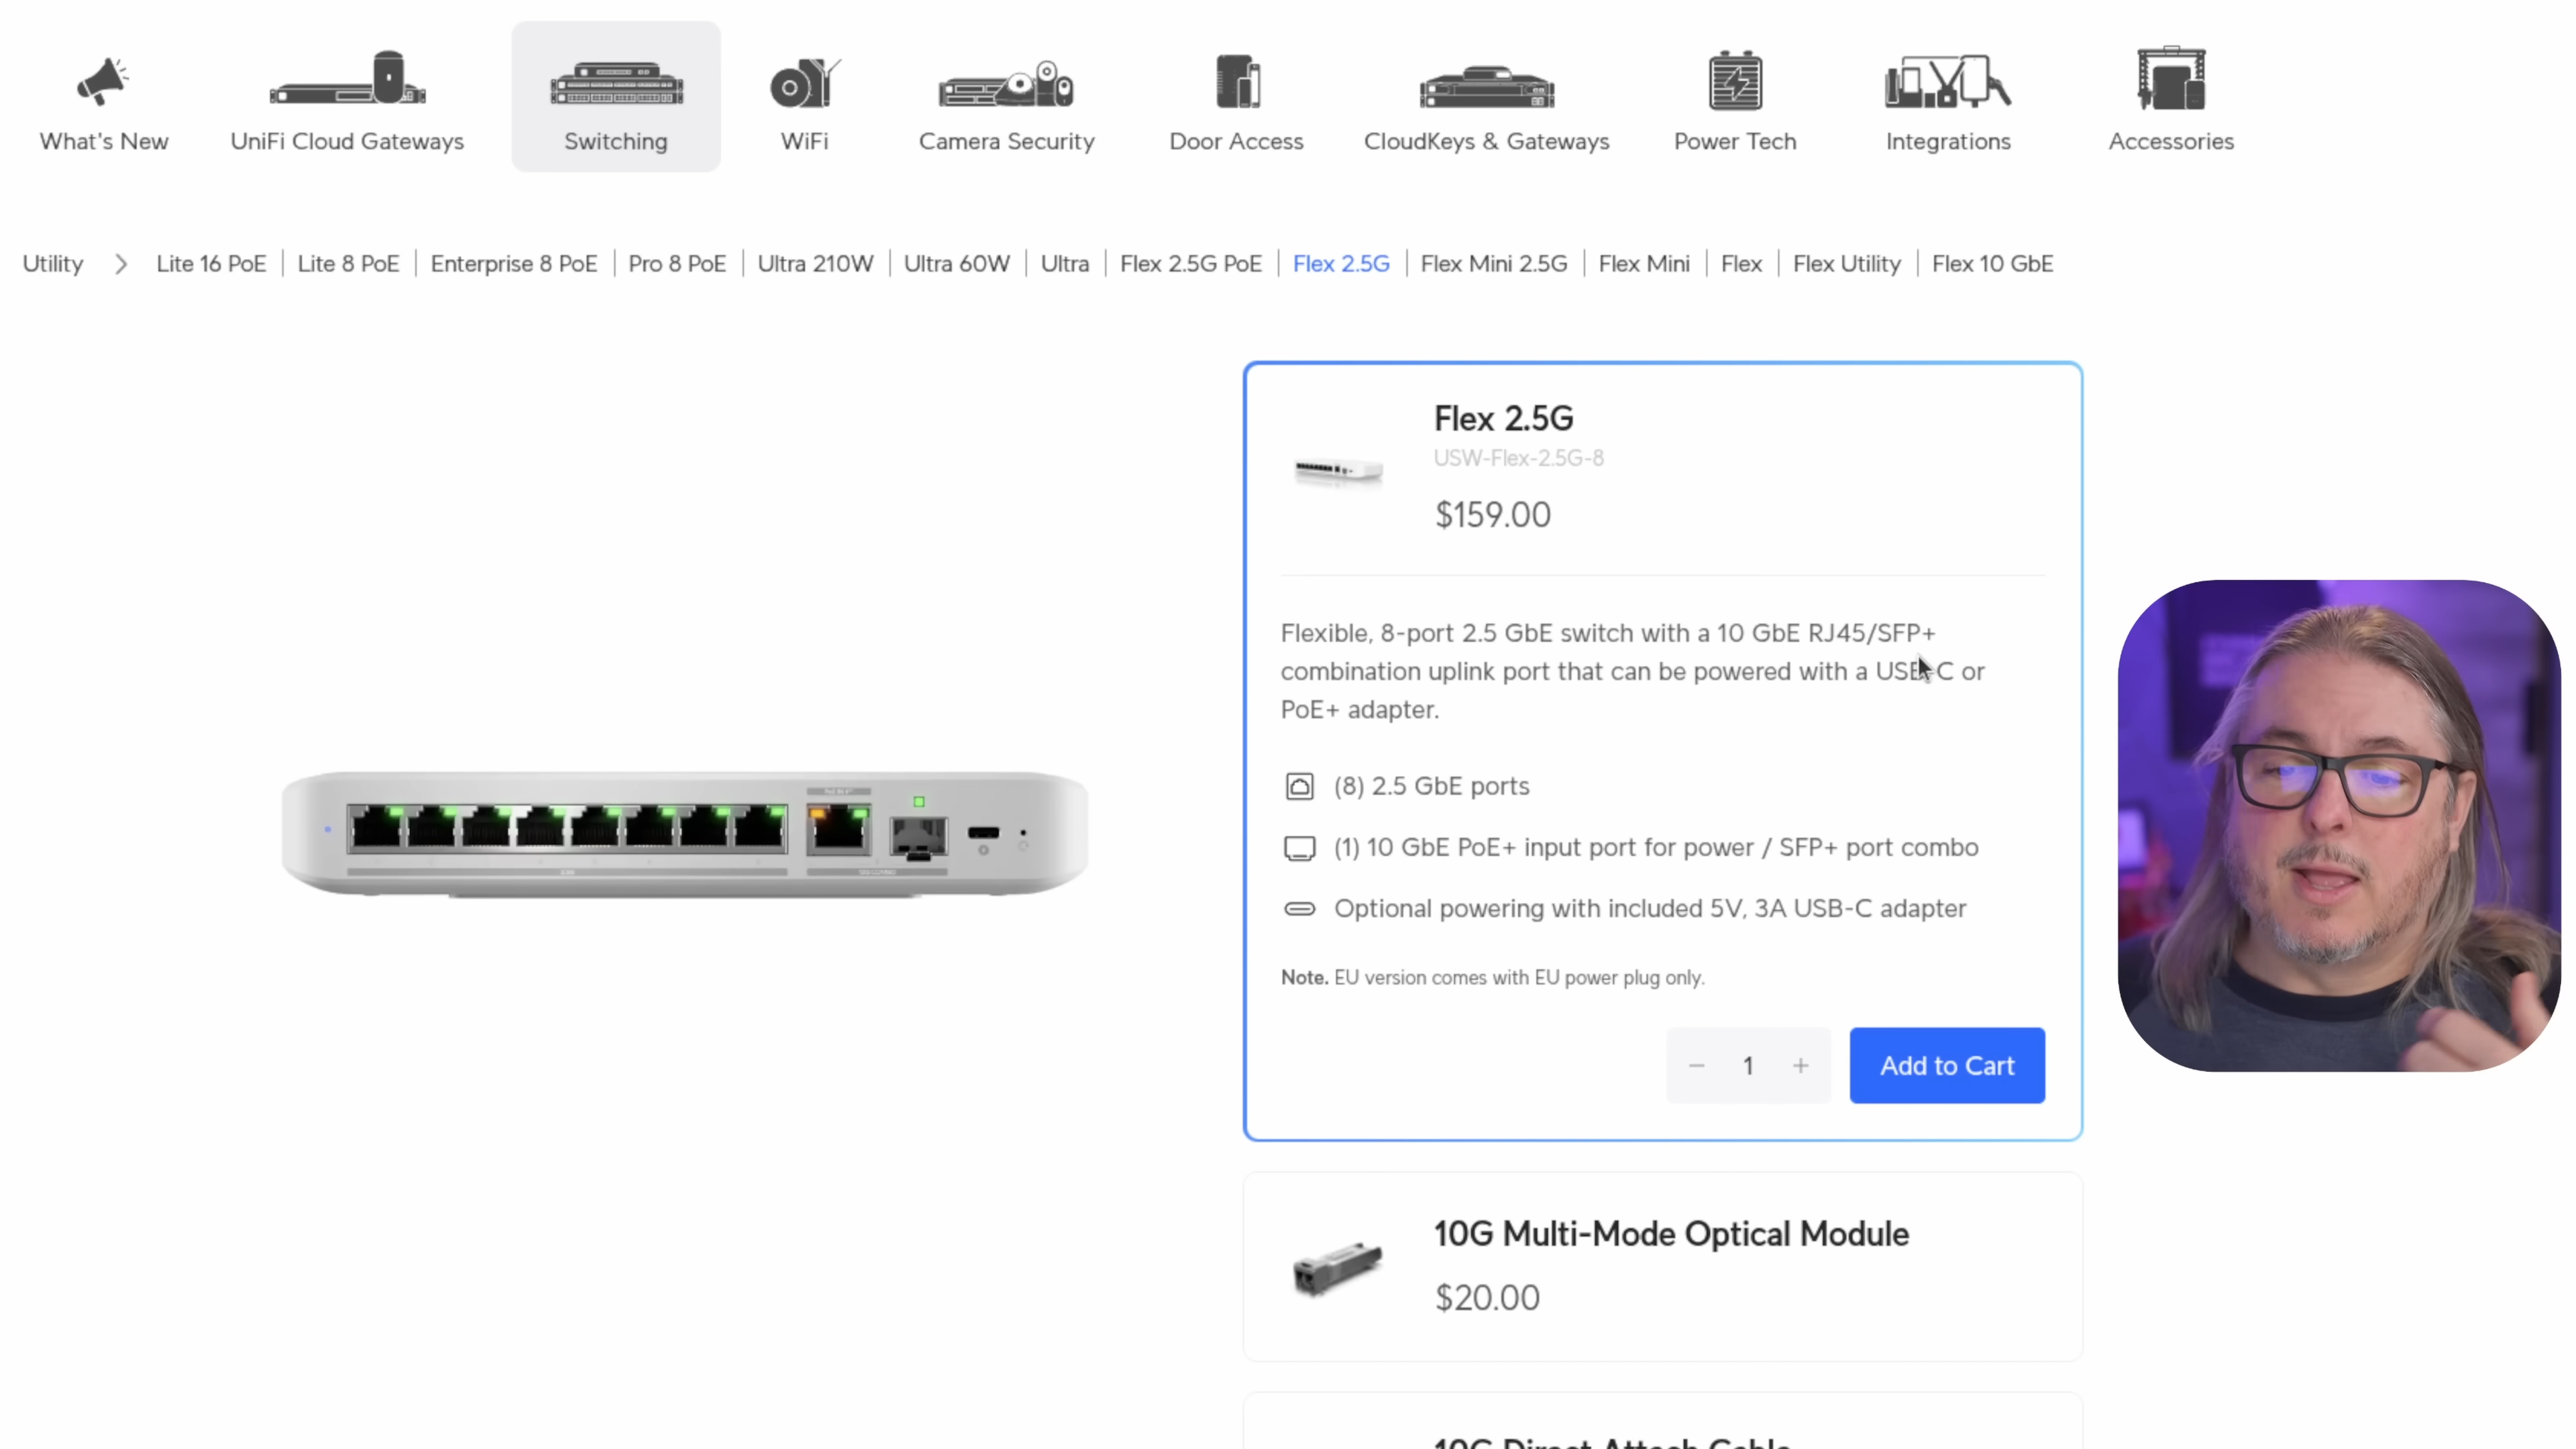 What's New
UniFi Cloud Gateways
Switching
WiFi
Camera Security
Door Access
CloudKeys & Gateways
Power Tech
Integrations
Accessories
Utility > Lite 16 PoE | Lite 8 PoE | Enterprise 8 PoE | Pro 8 PoE | Ultra 210W | Ultra 60W | Ultra | Flex 2.5G PoE | Flex 2.5G | Flex Mini 2.5G | Flex Mini | Flex | Flex Utility | Flex 10 GbE
Flex 2.5G
USW-Flex-2.5G-8
$159.00
Flexible, 8-port 2.5 GbE switch with a 10 GbE RJ45/SFP+
combination uplink port that can be powered with a USB-C or
PoE+ adapter.
(8) 2.5 GbE ports
(1) 10 GbE PoE+ input port for power / SFP+ port combo
Optional powering with included 5V, 3A USB-C adapter
Note. EU version comes with EU power plug only.
− 1 +
Add to Cart
10G Multi-Mode Optical Module
$20.00
10G Direct Attach Cable